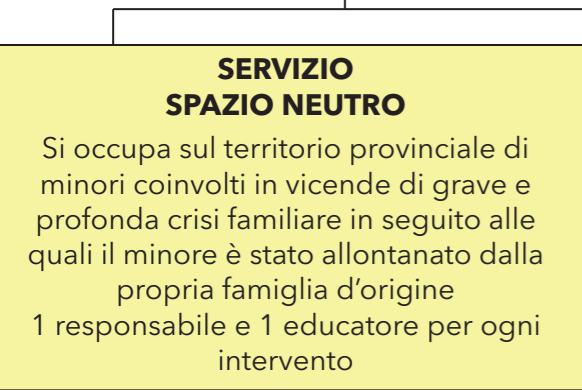 SERVIZIO
SPAZIO NEUTRO
Si occupa sul territorio provinciale di
minori coinvolti in vicende di grave e
profonda crisi familiare in seguito alle
quali il minore è stato allontanato dalla
propria famiglia d’origine
1 responsabile e 1 educatore per ogni
intervento